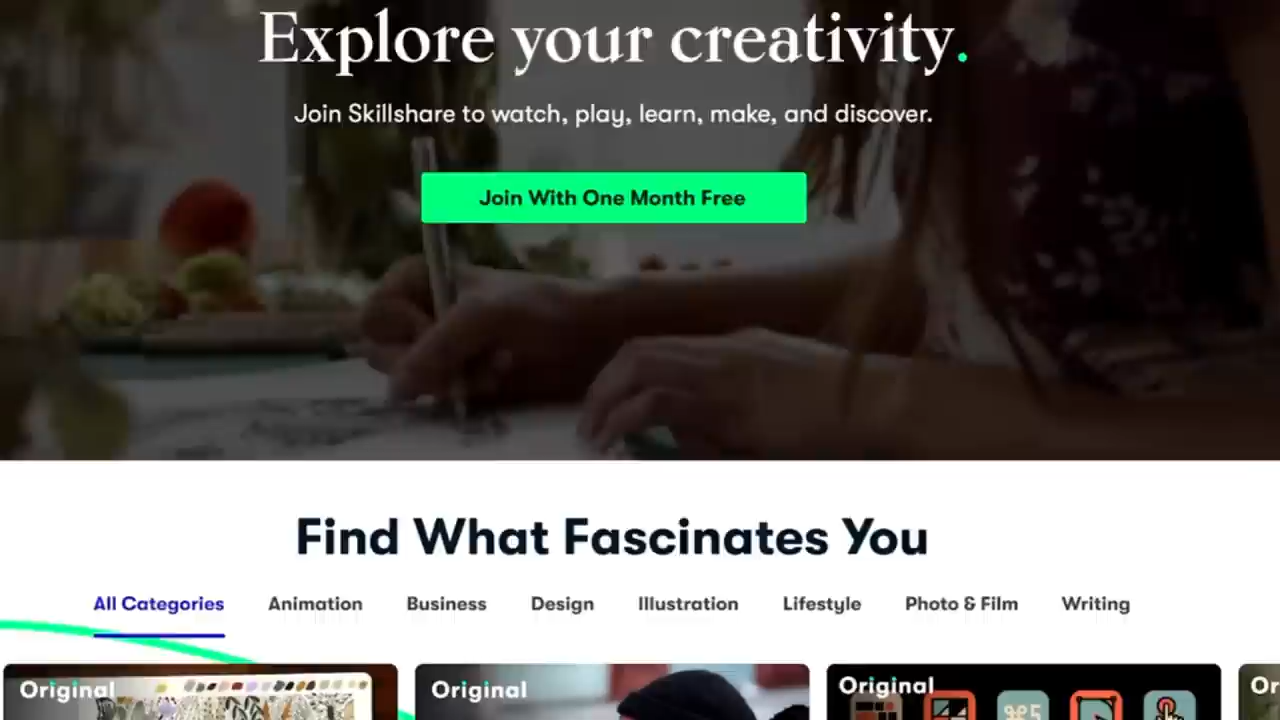 Explore your creativity.
Join Skillshare to watch, play, learn, make, and discover.
Join With One Month Free
Find What Fascinates You
All Categories Animation Business Design Illustration Lifestyle Photo & Film Writing
Original Original Original Or
⌘5